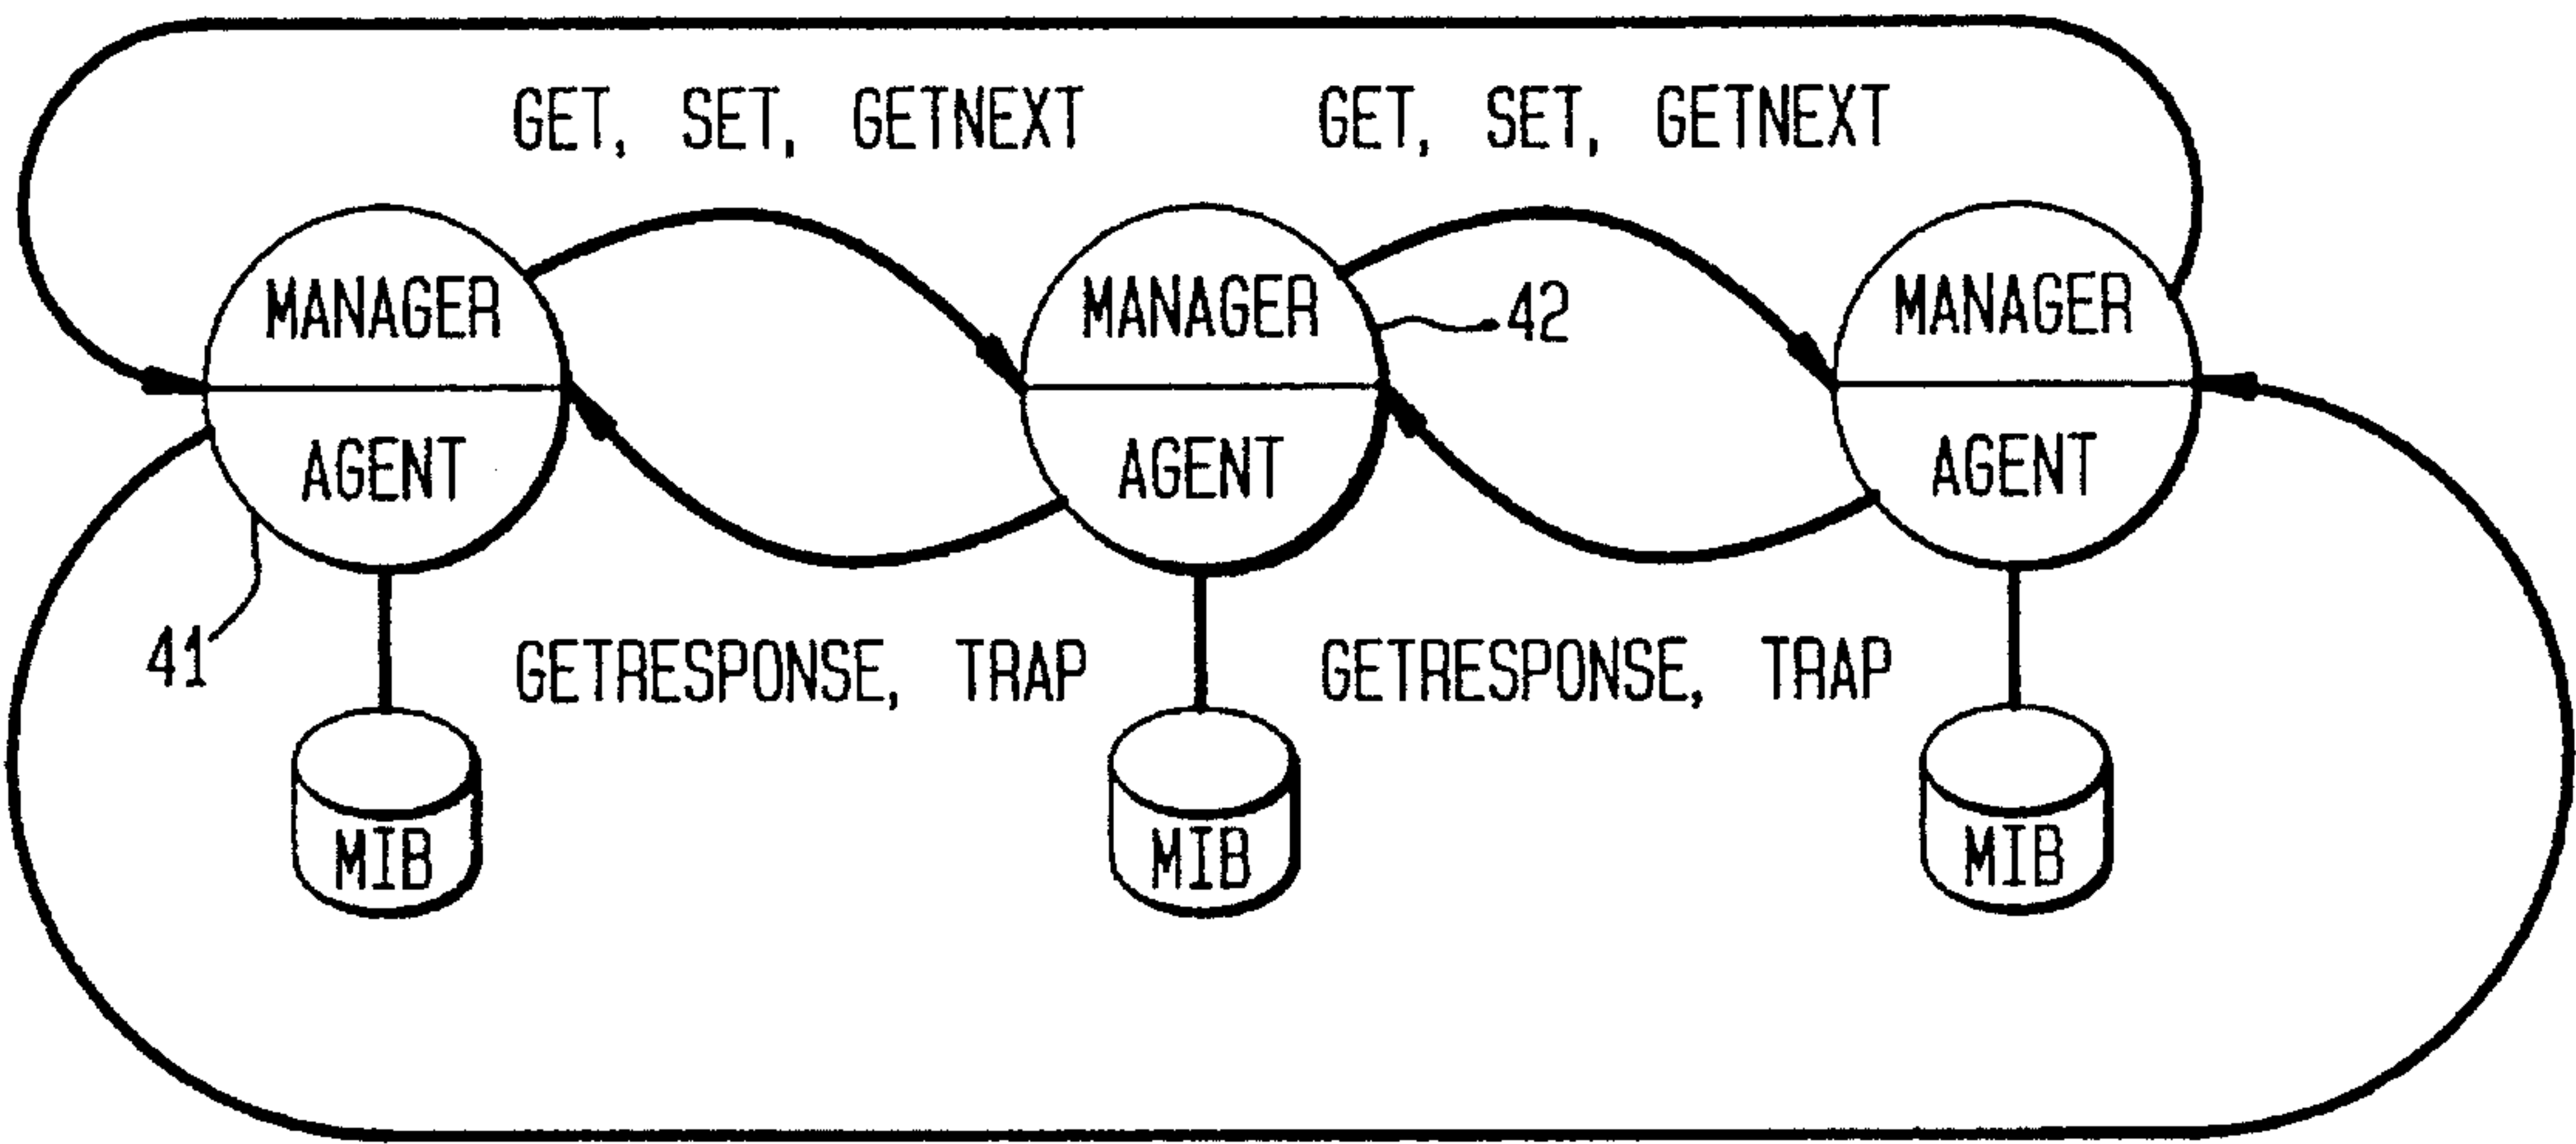 GET, SET, GETNEXT GET, SET, GETNEXT
MANAGER MANAGER 42 MANAGER
AGENT AGENT AGENT
41 GETRESPONSE, TRAP GETRESPONSE, TRAP
MIB MIB MIB